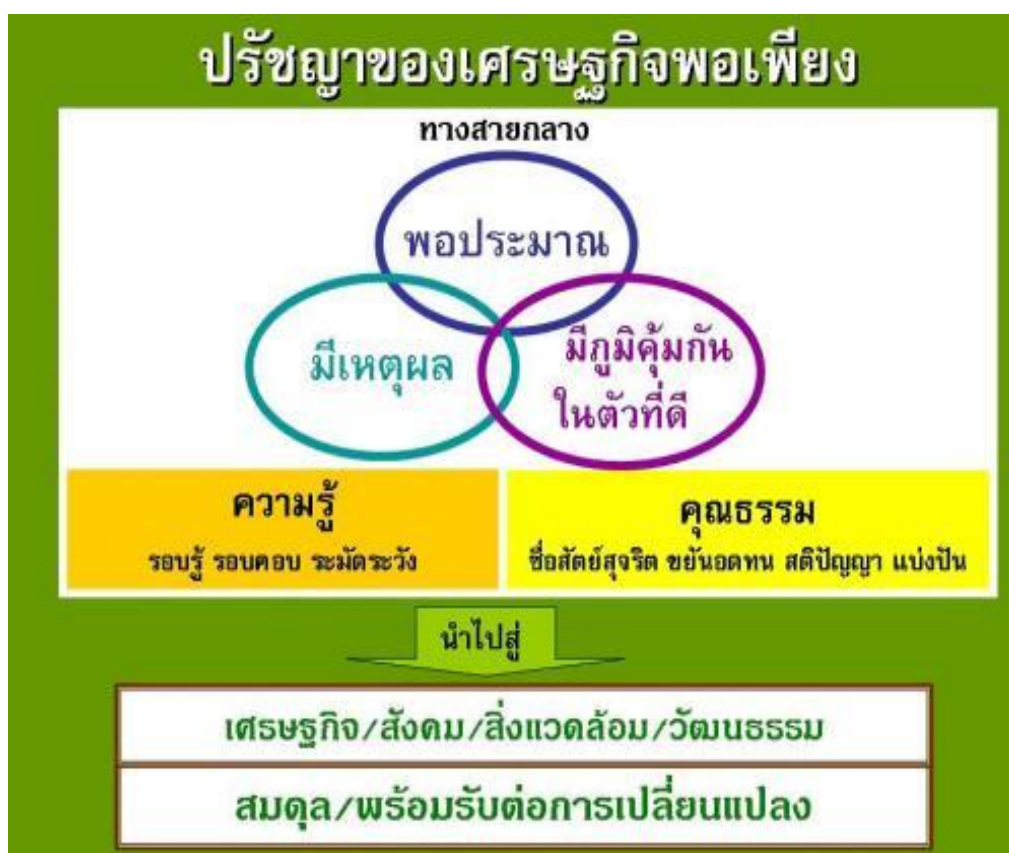 ปรัชญาของเศรษฐกิจพอเพียง
ทางสายกลาง
พอประมาณ
มีเหตุผล
มีภูมิคุ้มกัน
ในตัวที่ดี
ความรู้
รอบรู้ รอบคอบ ระมัดระวัง
คุณธรรม
ซื่อสัตย์สุจริต ขยันอดทน สติปัญญา แบ่งปัน
นำไปสู่
เศรษฐกิจ/สังคม/สิ่งแวดล้อม/วัฒนธรรม
สมดุล/พร้อมรับต่อการเปลี่ยนแปลง